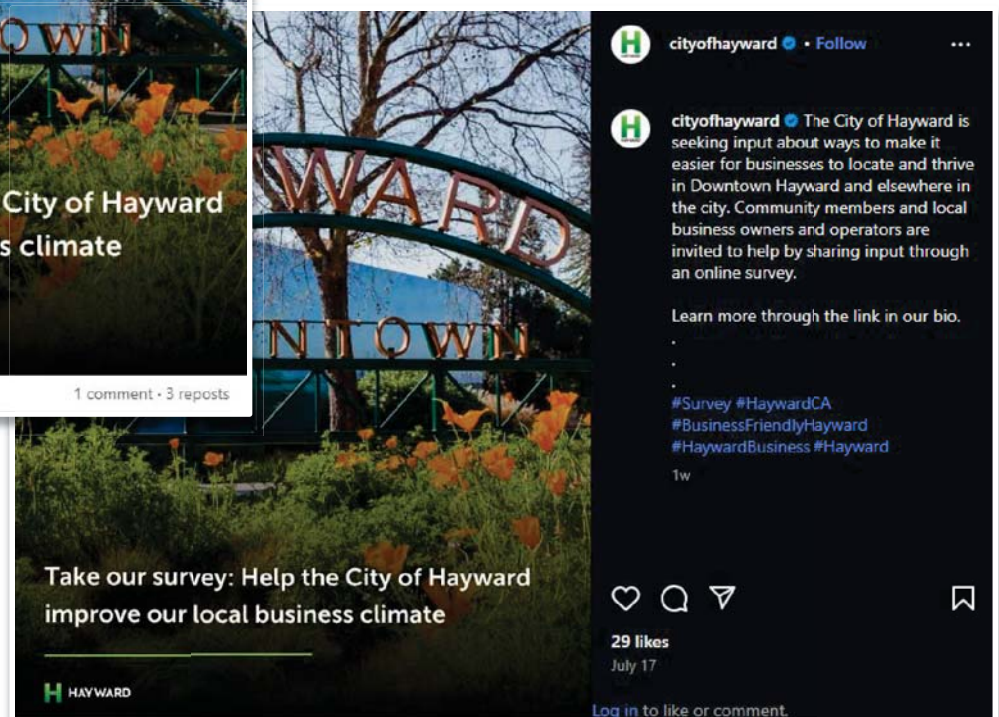 OWN
City of Hayward
s climate
1 comment • 3 reposts
WARD
NTOWN
Take our survey: Help the City of Hayward
improve our local business climate
H HAYWARD
H
cityofhayward • Follow
H
cityofhayward The City of Hayward is
seeking input about ways to make it
easier for businesses to locate and thrive
in Downtown Hayward and elsewhere in
the city. Community members and local
business owners and operators are
invited to help by sharing input through
an online survey.
Learn more through the link in our bio.
.
.
.
#Survey #HaywardCA
#BusinessFriendlyHayward
#HaywardBusiness #Hayward
1w
29 likes
July 17
Log in to like or comment.